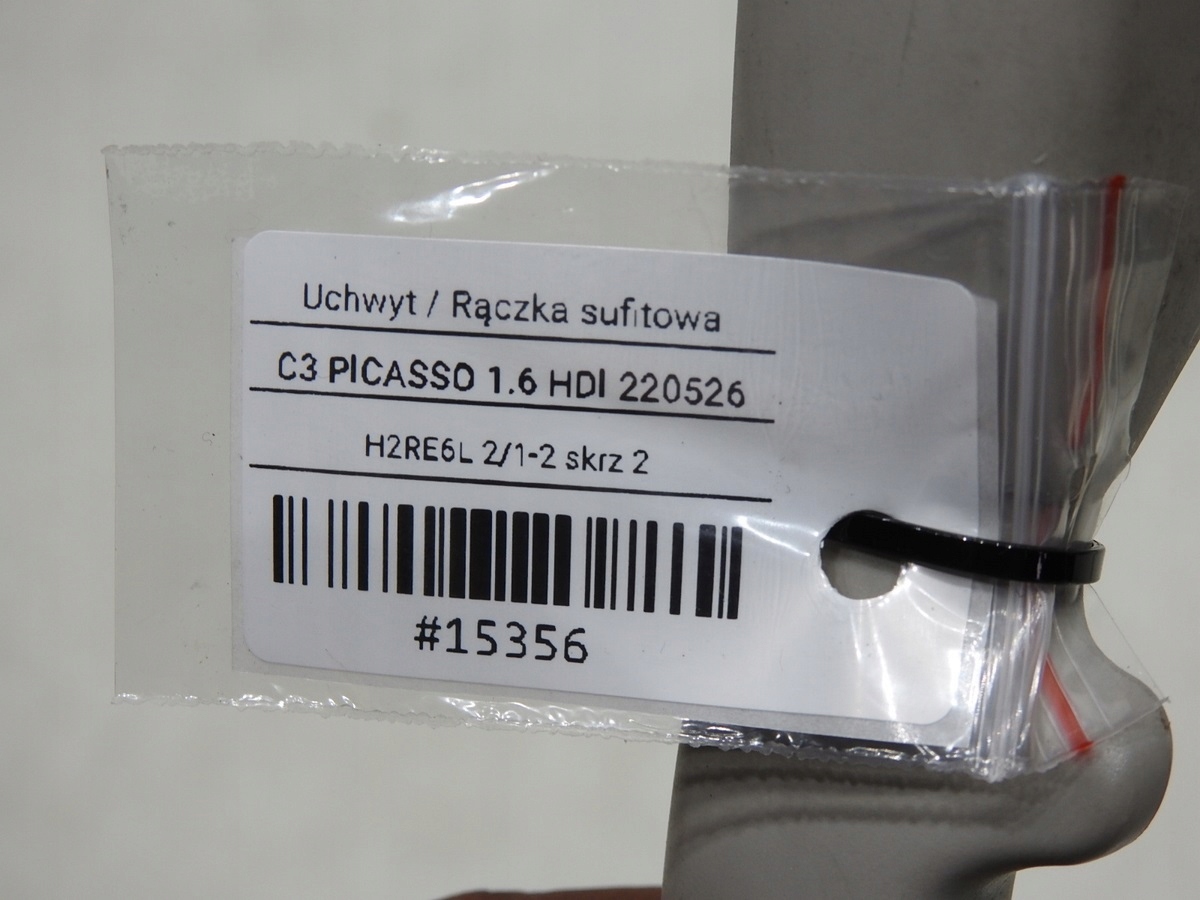 Uchwyt / Rączka sufitowa
C3 PICASSO 1.6 HDI 220526
H2RE6L 2/1-2 skrz 2
#15356